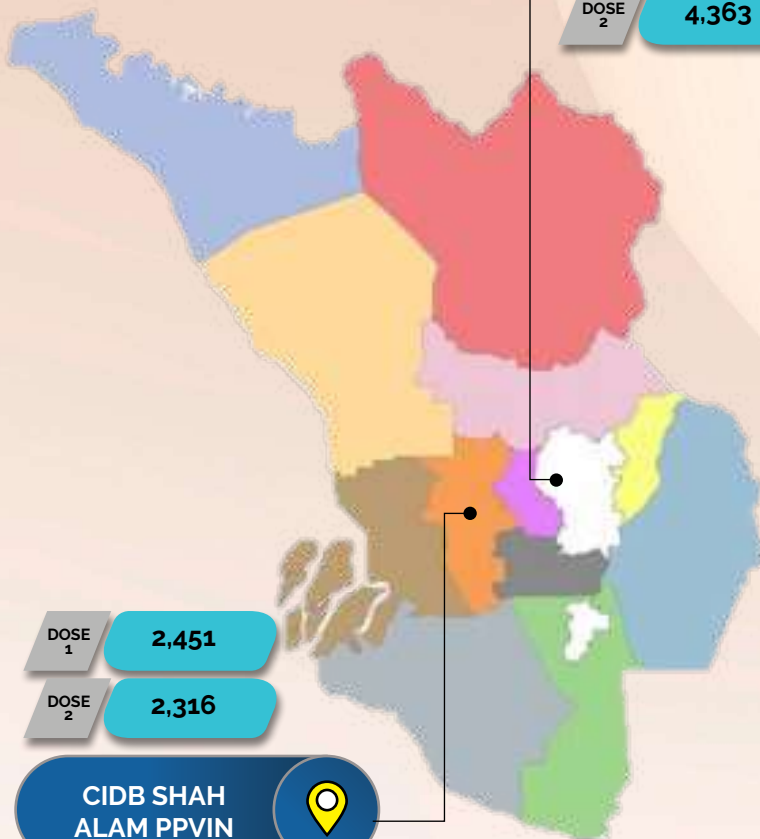 DOSE
2
4,363
DOSE
1
2,451
DOSE
2
2,316
CIDB SHAH
ALAM PPVIN